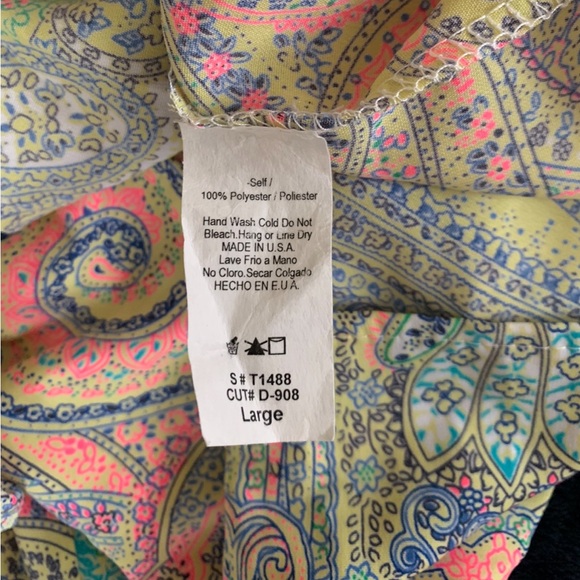 -Self /
100% Polyester / Poliester
Hand Wash Cold Do Not
Bleach.Hang or Line Dry
MADE IN U.S.A.
Lave Frio a Mano
No Cloro.Secar Colgado
HECHO EN E.U.A.
S# T1488
CUT# D-908
Large